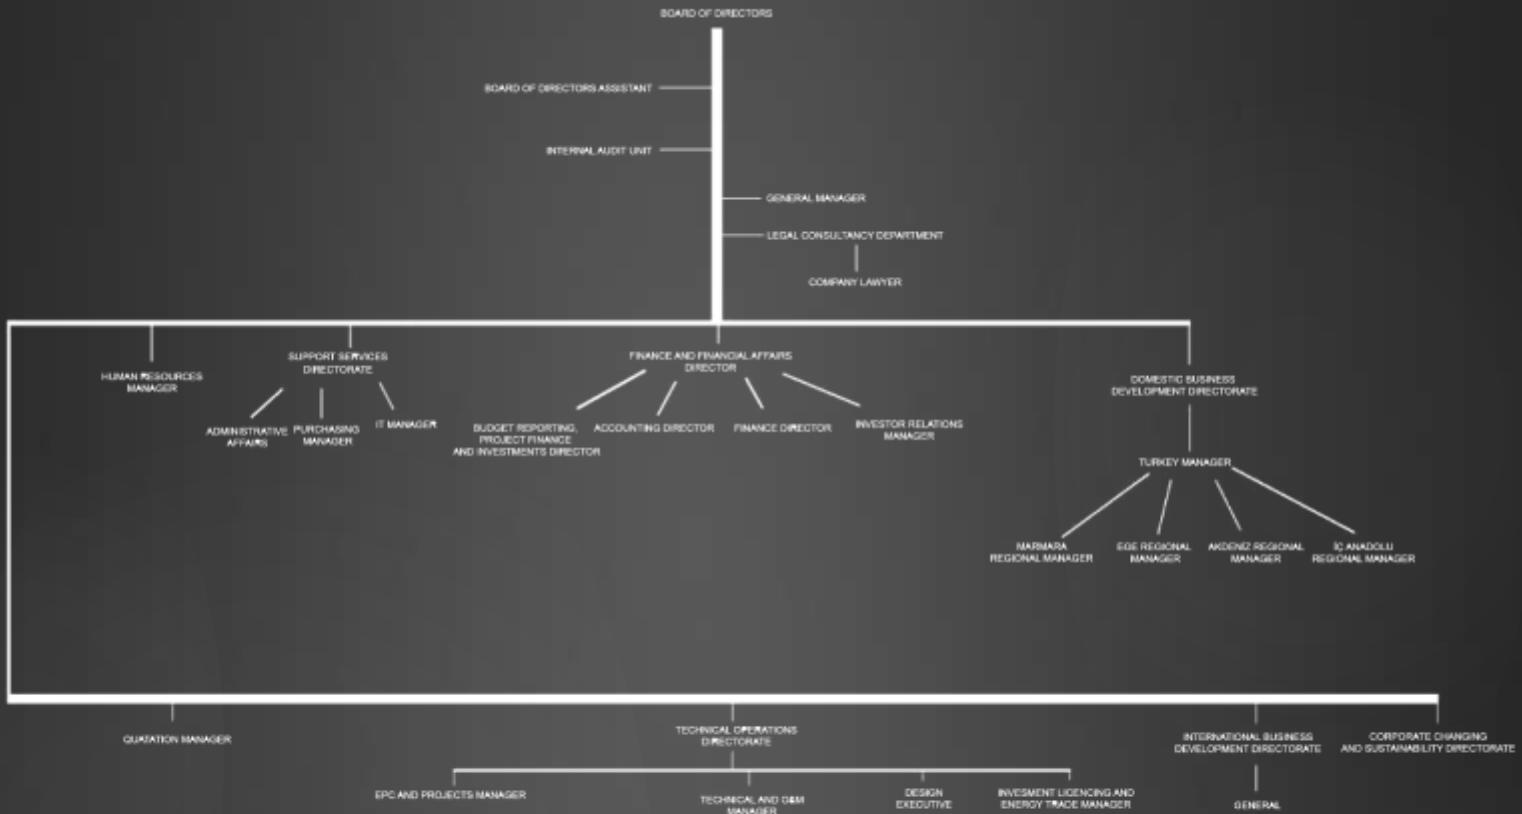 BOARD OF DIRECTORS
BOARD OF DIRECTORS ASSISTANT
INTERNAL AUDIT UNIT
GENERAL MANAGER
LEGAL CONSULTANCY DEPARTMENT
COMPANY LAWYER
HUMAN RESOURCES
MANAGER
SUPPORT SERVICES
DIRECTORATE
ADMINISTRATIVE
AFFAIRS
PURCHASING
MANAGER
IT MANAGER
FINANCE AND FINANCIAL AFFAIRS
DIRECTOR
BUDGET REPORTING,
PROJECT FINANCE
AND INVESTMENTS DIRECTOR
ACCOUNTING DIRECTOR
FINANCE DIRECTOR
INVESTOR RELATIONS
MANAGER
DOMESTIC BUSINESS
DEVELOPMENT DIRECTORATE
TURKEY MANAGER
MARMARA
REGIONAL MANAGER
EGE REGIONAL
MANAGER
AKDENİZ REGIONAL
MANAGER
İÇ ANADOLU
REGIONAL MANAGER
QUATATION MANAGER
TECHNICAL OPERATIONS
DIRECTORATE
EPC AND PROJECTS MANAGER
TECHNICAL AND O&M
MANAGER
DESIGN
EXECUTIVE
INVESMENT LICENCING AND
ENERGY TRADE MANAGER
INTERNATIONAL BUSINESS
DEVELOPMENT DIRECTORATE
GENERAL
CORPORATE CHANGING
AND SUSTAINABILITY DIRECTORATE